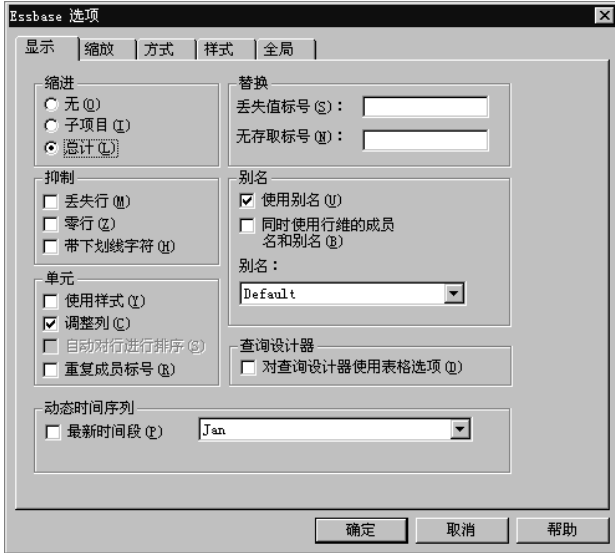 Essbase 选项
显示
缩放
方式
样式
全局
缩进
无(O)
子项目(I)
总计(L)
替换
丢失值标号(S)：
无存取标号(N)：
抑制
丢失行(M)
零行(Z)
带下划线字符(H)
别名
使用别名(U)
同时使用行维的成员
名和别名(B)
别名：
Default
单元
使用样式(Y)
调整列(C)
自动对行进行排序(S)
重复成员标号(R)
查询设计器
对查询设计器使用表格选项(D)
动态时间序列
最新时间段(P)
Jan
确定
取消
帮助